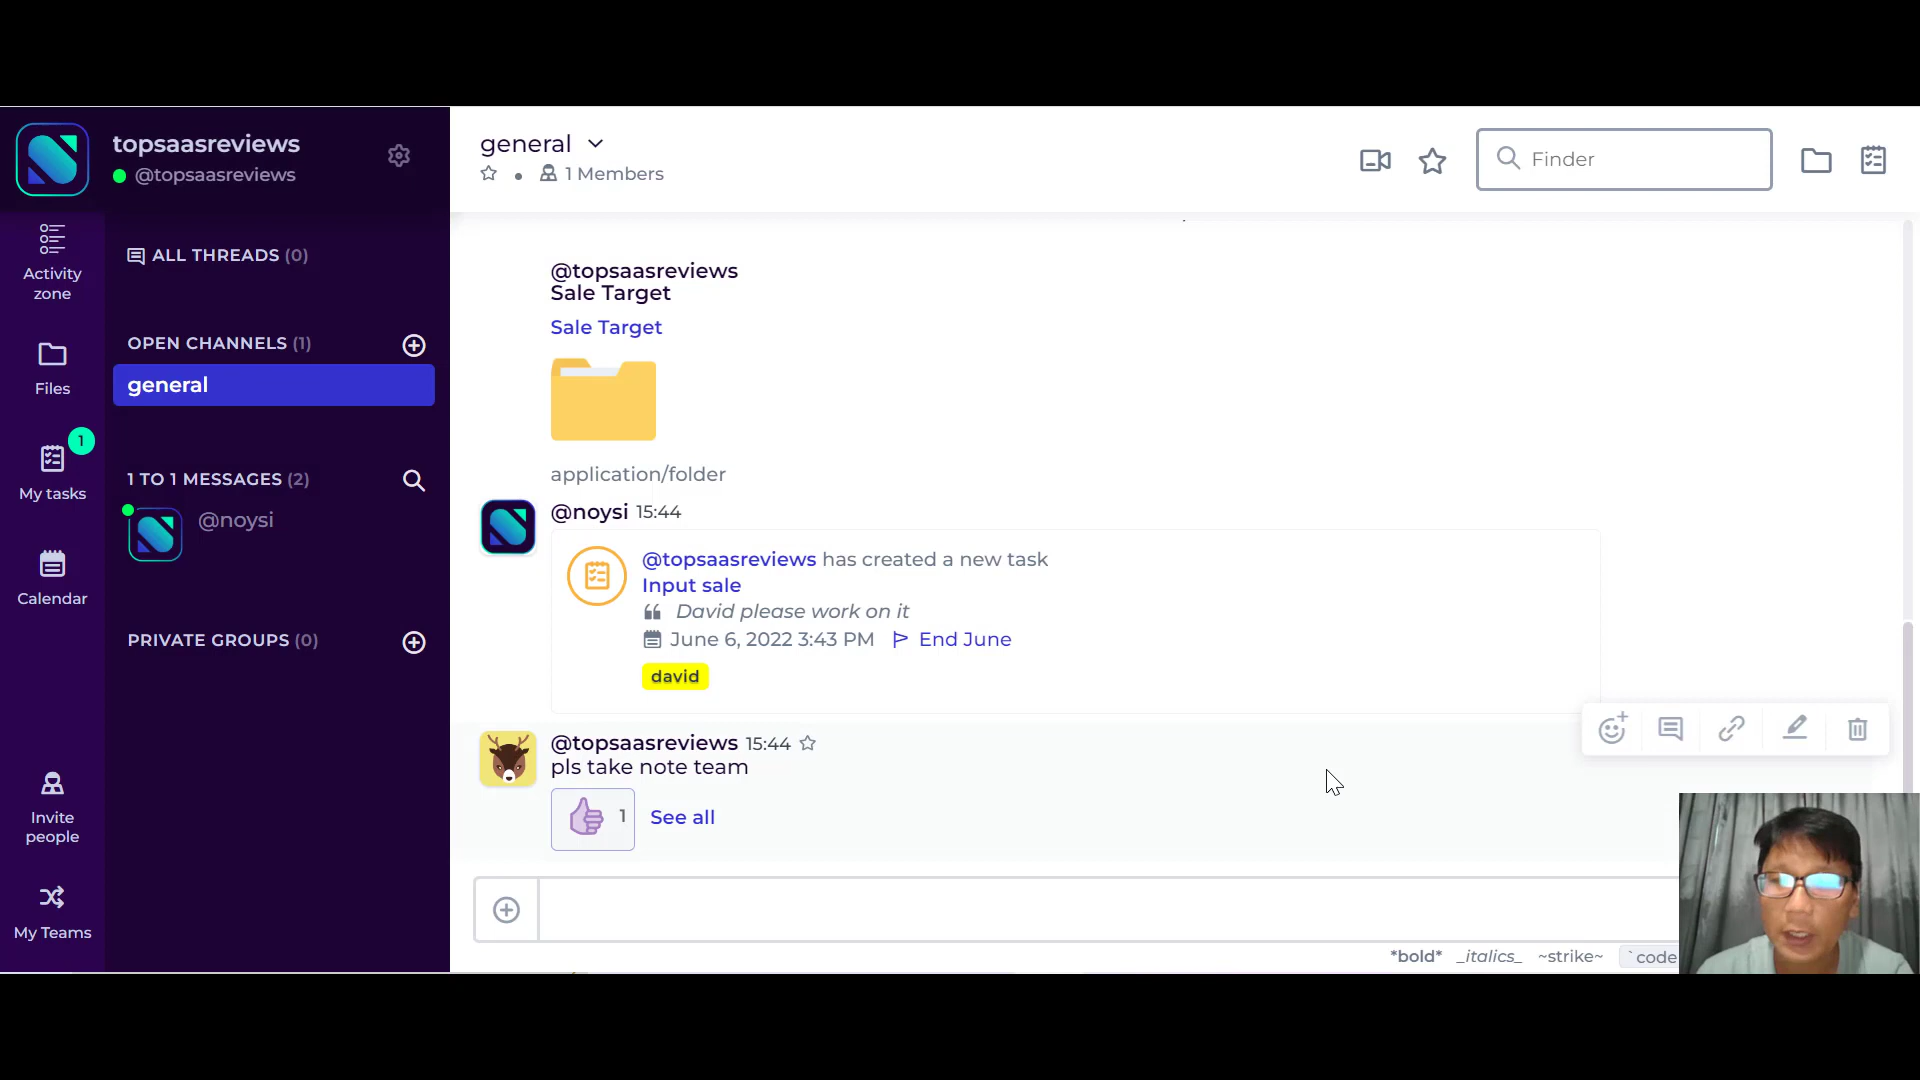 topsaasreviews
@topsaasreviews
Activity
zone
Files
1
My tasks
Calendar
Invite
people
My Teams
ALL THREADS (0)
OPEN CHANNELS (1)
general
1 TO 1 MESSAGES (2)
@noysi
PRIVATE GROUPS (0)
general
1 Members
Finder
@topsaasreviews
Sale Target
Sale Target
application/folder
@noysi 15:44
@topsaasreviews has created a new task
Input sale
David please work on it
June 6, 2022 3:43 PM End June
david
@topsaasreviews 15:44
pls take note team
1 See all
*bold* _italics_ ~strike~ `code